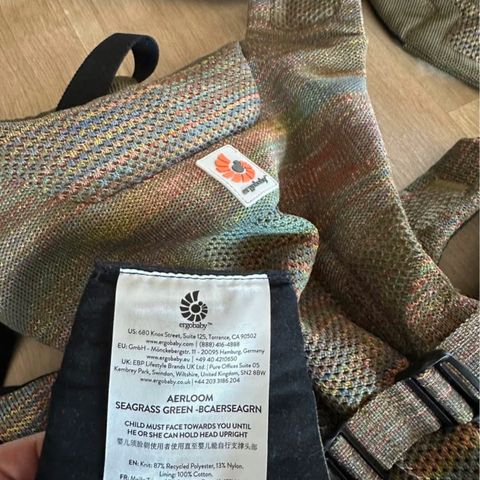 ergobaby
ergobaby™
US: 680 Knox Street, Suite 125, Torrance, CA 90502
www.ergobaby.com | (888) 416-4888
EU: GmbH - Mönckebergstr. 11 - 20095 Hamburg, Germany
www.ergobaby.eu | +49 40 4210650
UK: EBP Lifestyle Brands UK Ltd | Pure Offices Suite 05
Kembrey Park, Swindon, Wiltshire, United Kingdom, SN2 8BW
www.ergobaby.co.uk | +44 203 3186 204
AERLOOM
SEAGRASS GREEN -BCAERSEAGRN
CHILD MUST FACE TOWARDS YOU UNTIL
HE OR SHE CAN HOLD HEAD UPRIGHT
婴儿须脸朝使用者使用直至婴儿能自行支撑头部
EN: Knit: 87% Recycled Polyester, 13% Nylon.
Lining: 100% Cotton.
FR: